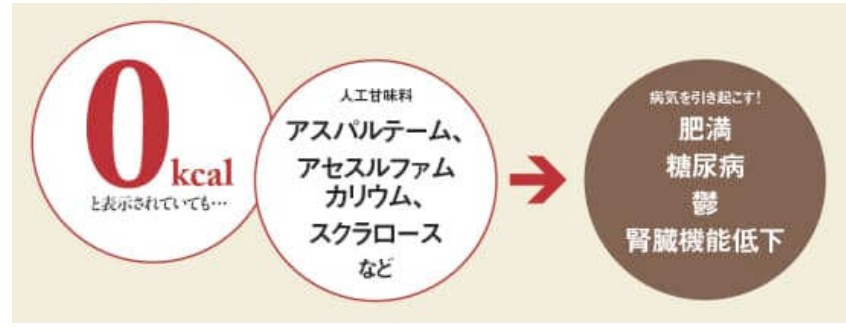 0kcal
と表示されていても…
人工甘味料
アスパルテーム、
アセスルファム
カリウム、
スクラロース
など
病気を引き起こす!
肥満
糖尿病
鬱
腎臓機能低下